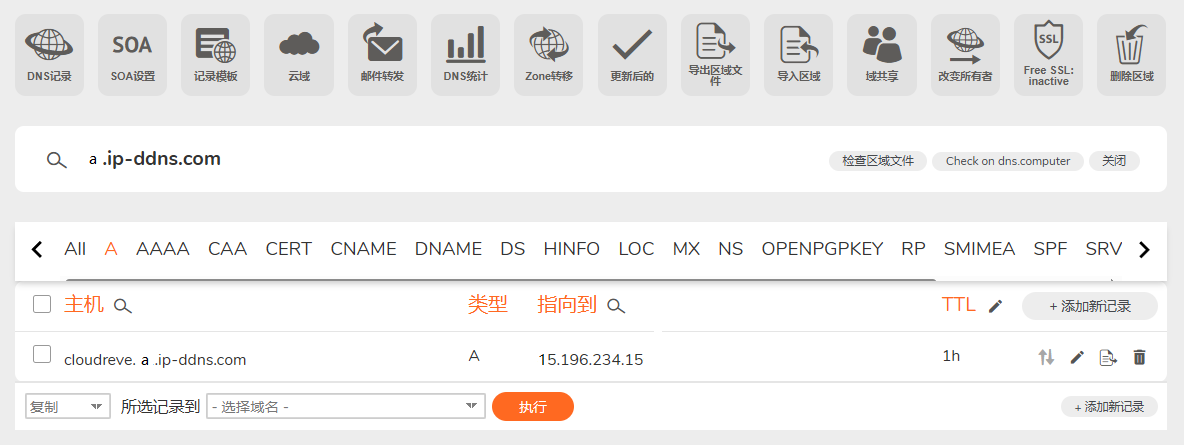 DNS记录 SOA SOA设置 记录模板 云域 邮件转发 DNS统计 Zone转移 更新后的 导出区域文件 导入区域 域共享 改变所有者 SSL Free SSL: inactive 删除区域
a .ip-ddns.com 检查区域文件 Check on dns.computer 关闭
All A AAAA CAA CERT CNAME DNAME DS HINFO LOC MX NS OPENPGPKEY RP SMIMEA SPF SRV
主机 类型 指向到 TTL + 添加新记录
cloudreve. a .ip-ddns.com A 15.196.234.15 1h
复制 所选记录到 - 选择域名 - 执行 + 添加新记录